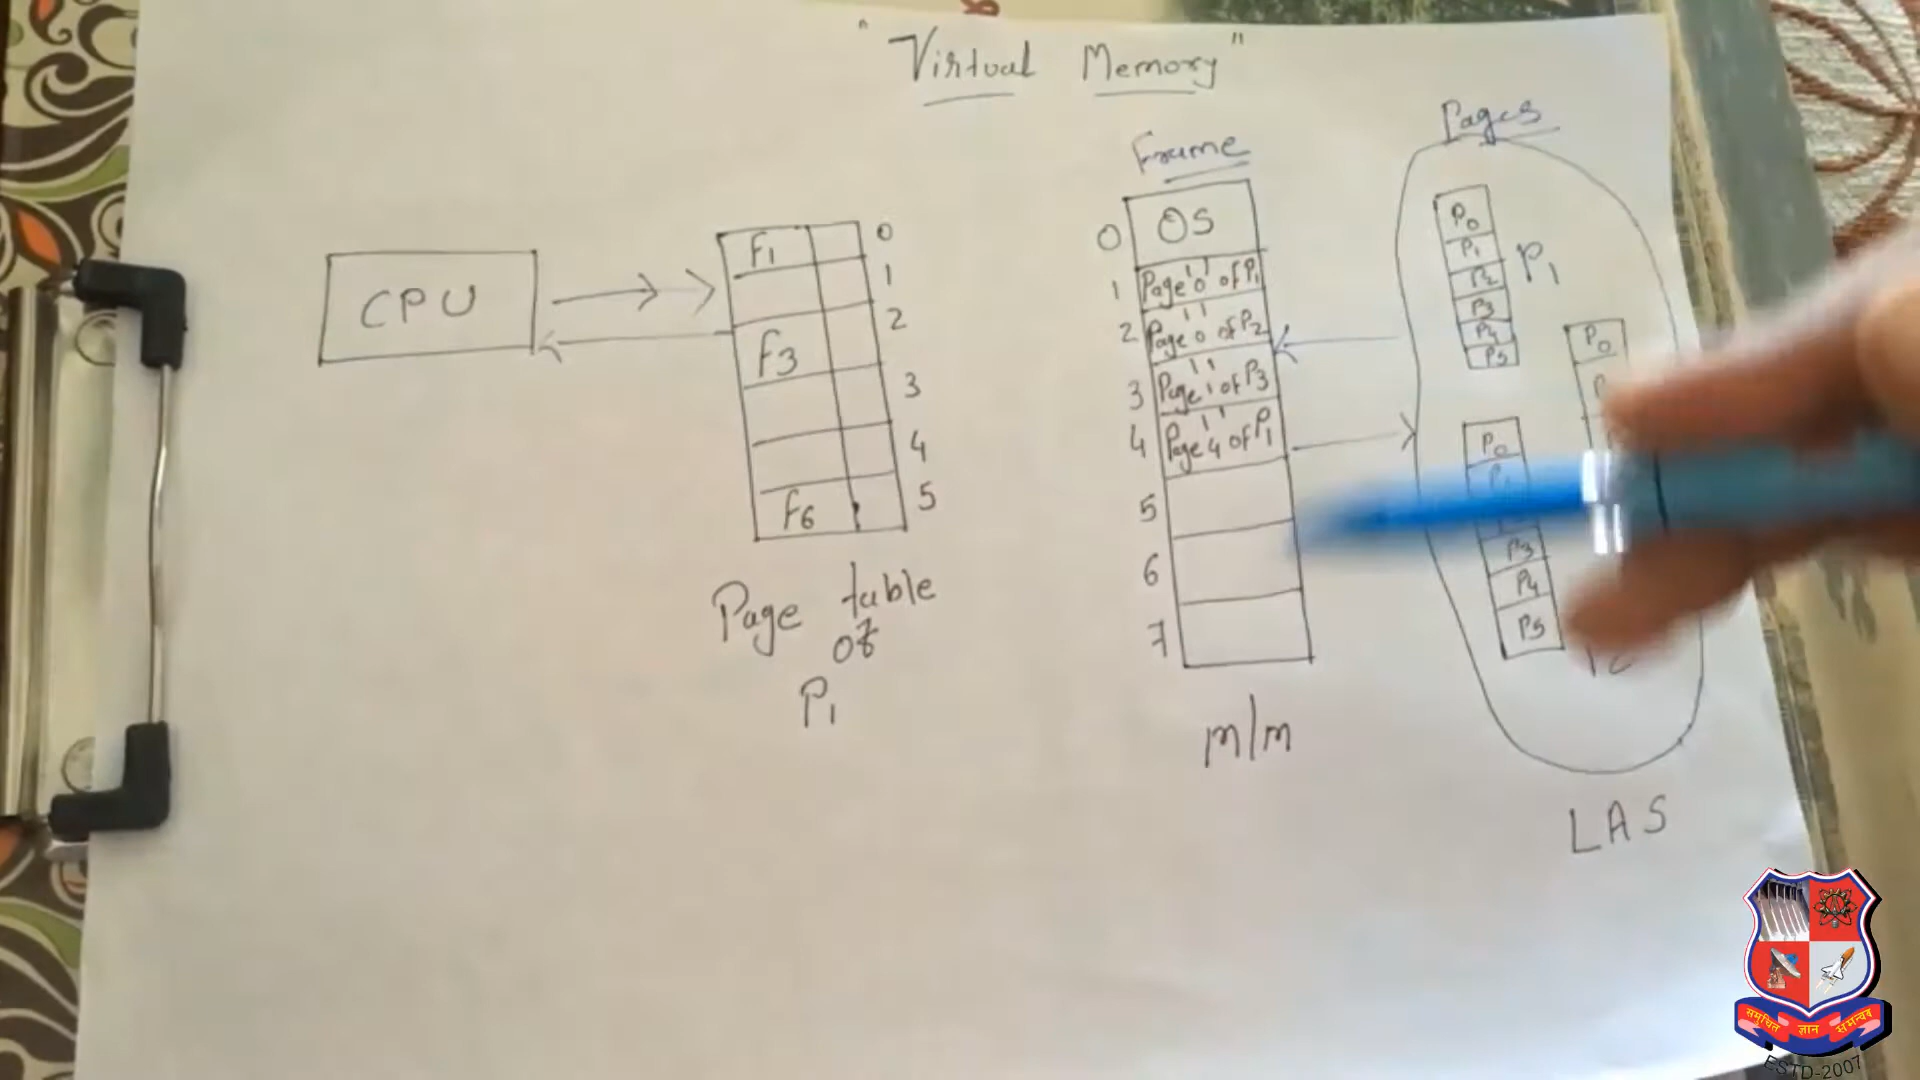 "Virtual Memory"
CPU
F1
F3
F6
0
1
2
3
4
5
Page table
of
P1
Frame
0
1
2
3
4
5
6
7
OS
Page '0' of P1
Page '0' of P2
Page '1' of P3
Page '4' of P1
m/m
Pages
P0
P1
P2
P3
P4
P5
P1
P0
P0
P3
P4
P5
LAS
समुचित ज्ञान समन्वय
ESTD-2007